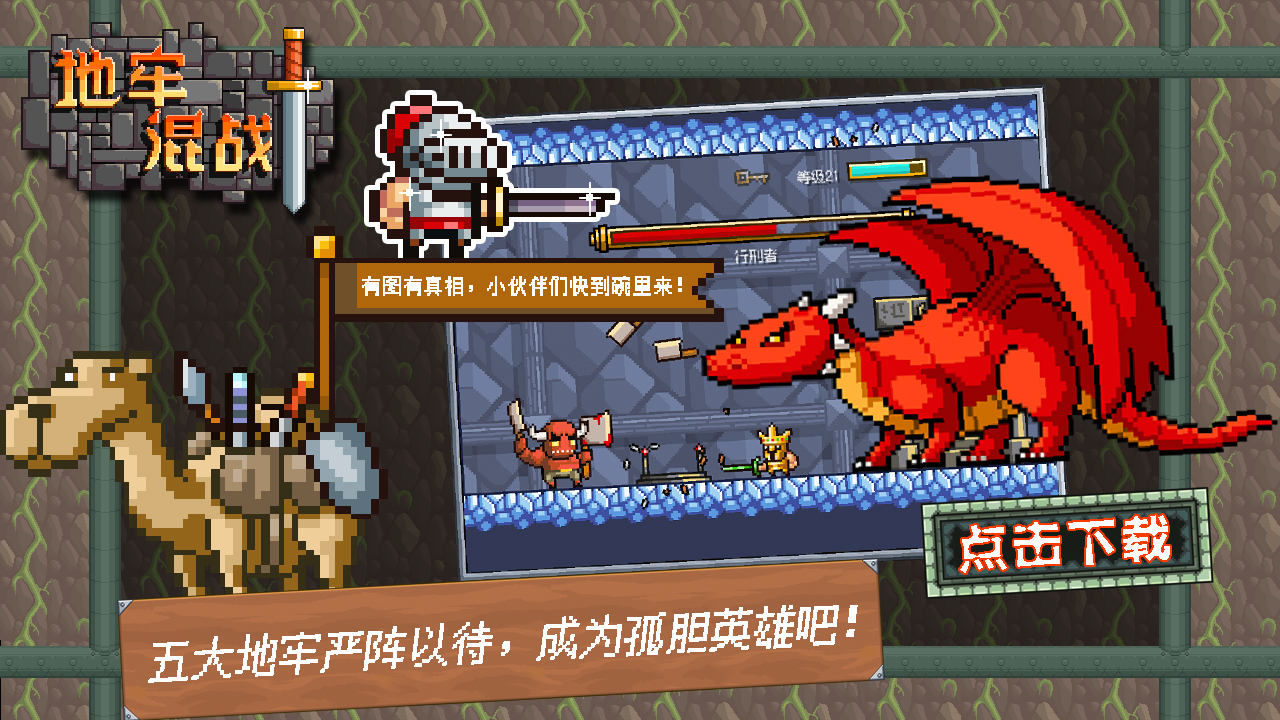 地牢
混战
等级21
行刑者
有图有真相，小伙伴们快到碗里来！
点击下载
五大地牢严阵以待，成为孤胆英雄吧！